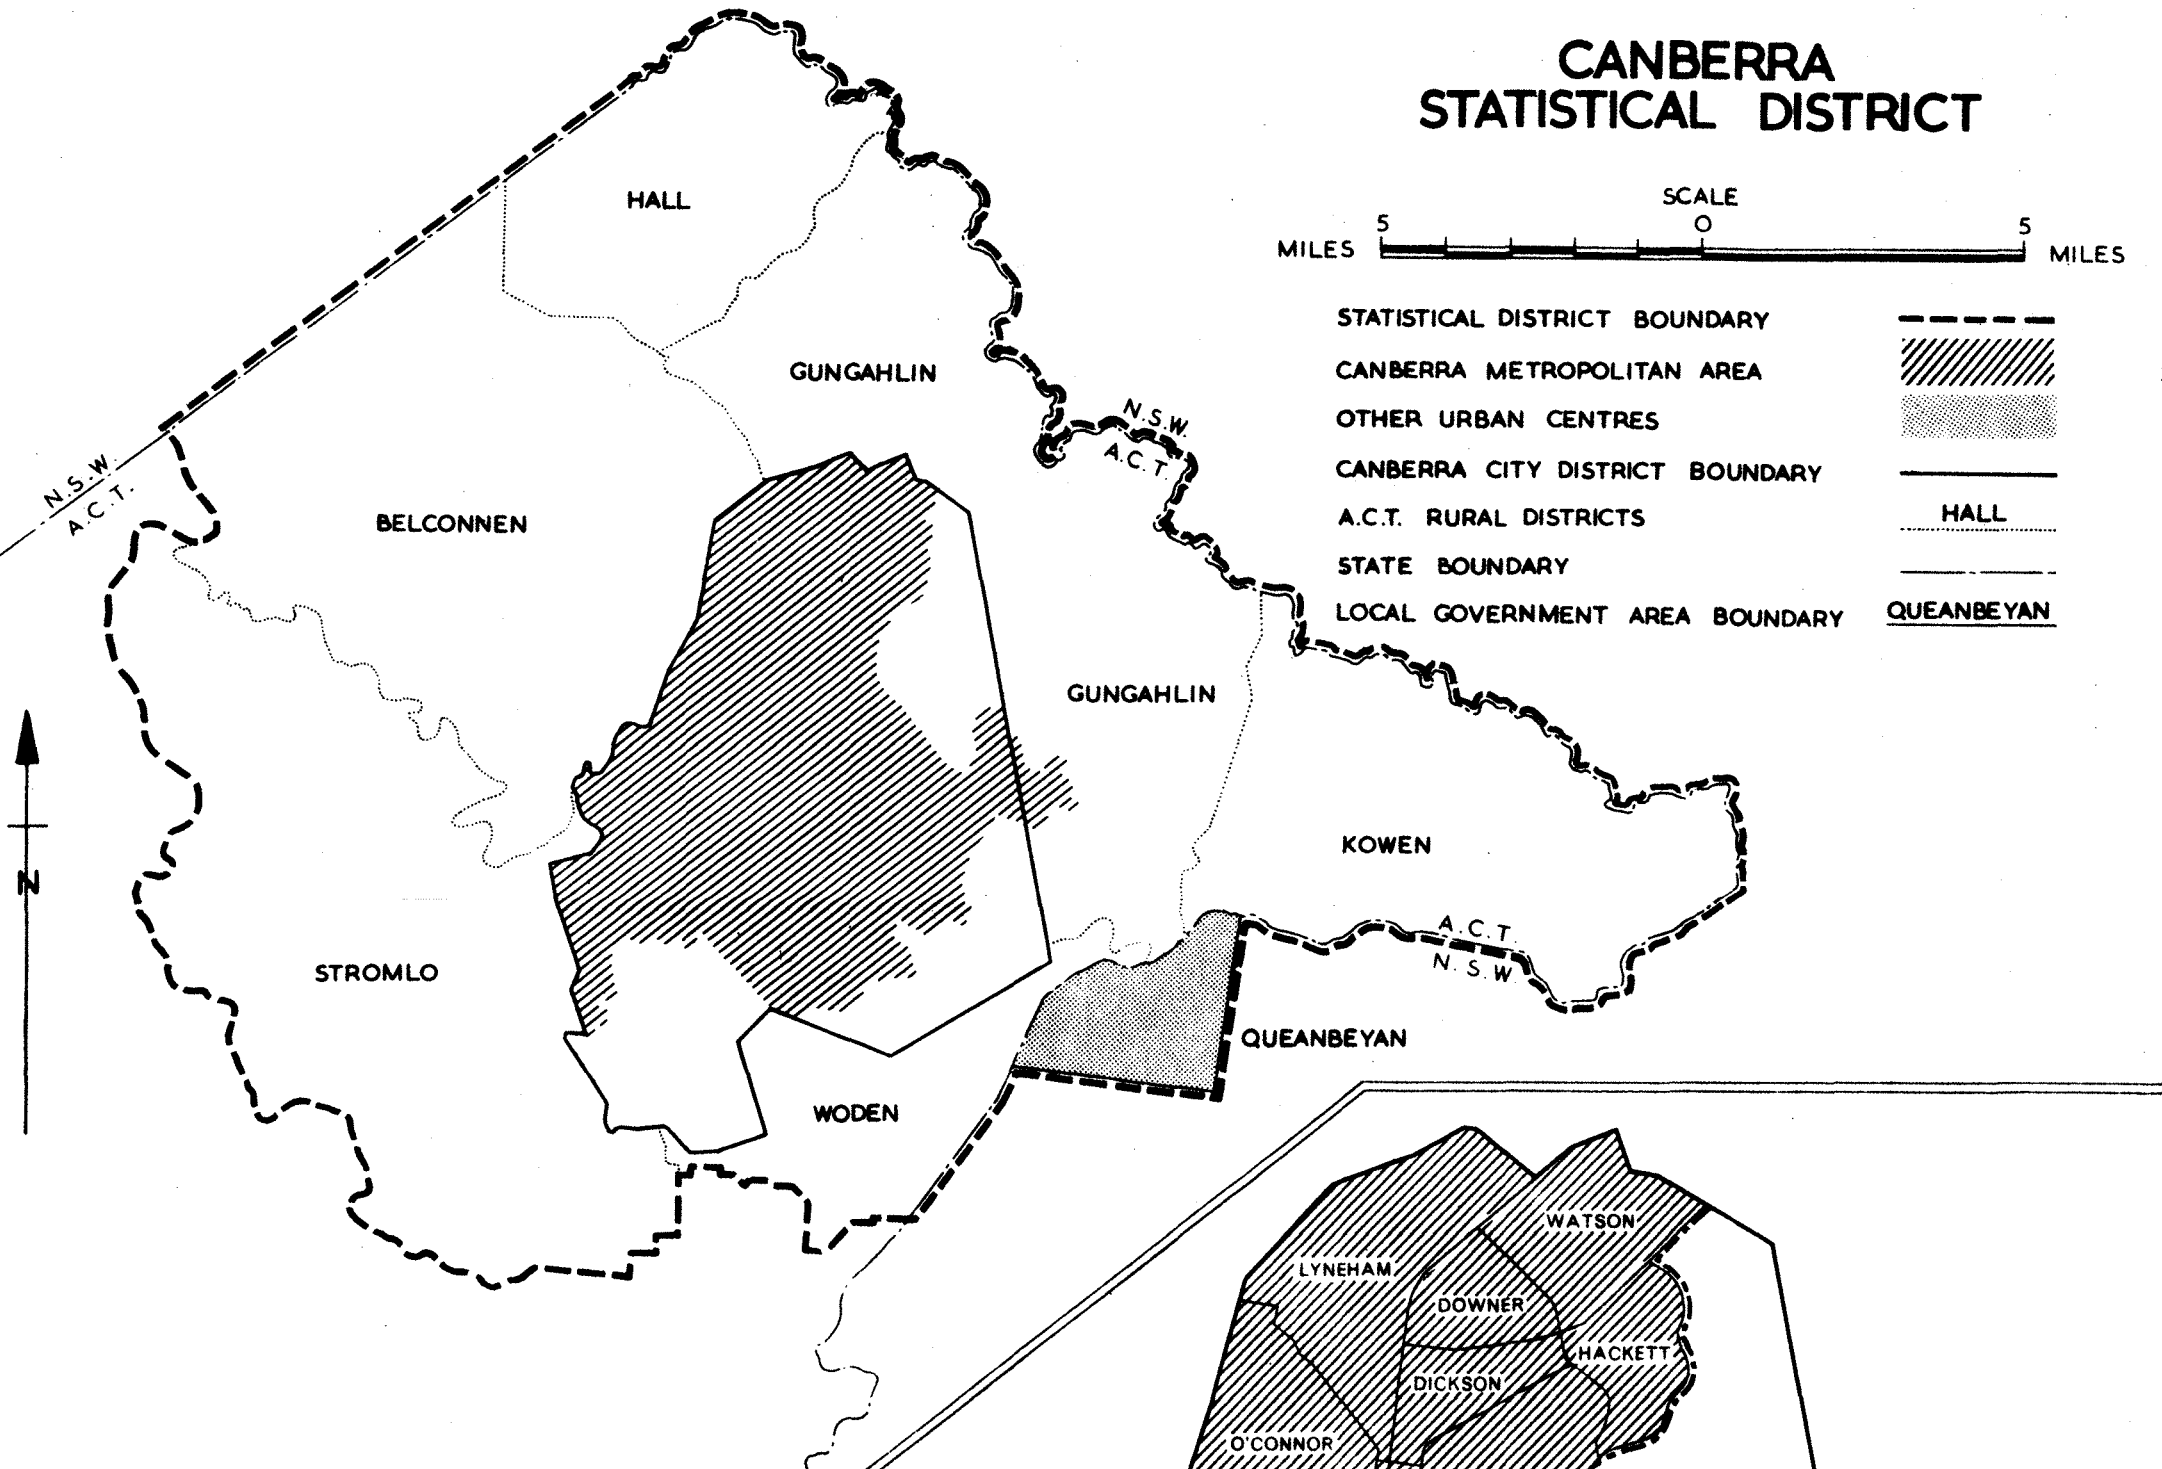 CANBERRA
STATISTICAL DISTRICT
SCALE
5 0 5
MILES MILES
STATISTICAL DISTRICT BOUNDARY
CANBERRA METROPOLITAN AREA
OTHER URBAN CENTRES
CANBERRA CITY DISTRICT BOUNDARY
A.C.T. RURAL DISTRICTS HALL
STATE BOUNDARY
LOCAL GOVERNMENT AREA BOUNDARY QUEANBEYAN
HALL
GUNGAHLIN
N.S.W.
A.C.T.
N.S.W.
A.C.T.
BELCONNEN
GUNGAHLIN
KOWEN
N
STROMLO
A.C.T.
N.S.W.
QUEANBEYAN
WODEN
WATSON
LYNEHAM
DOWNER
HACKETT
DICKSON
O'CONNOR